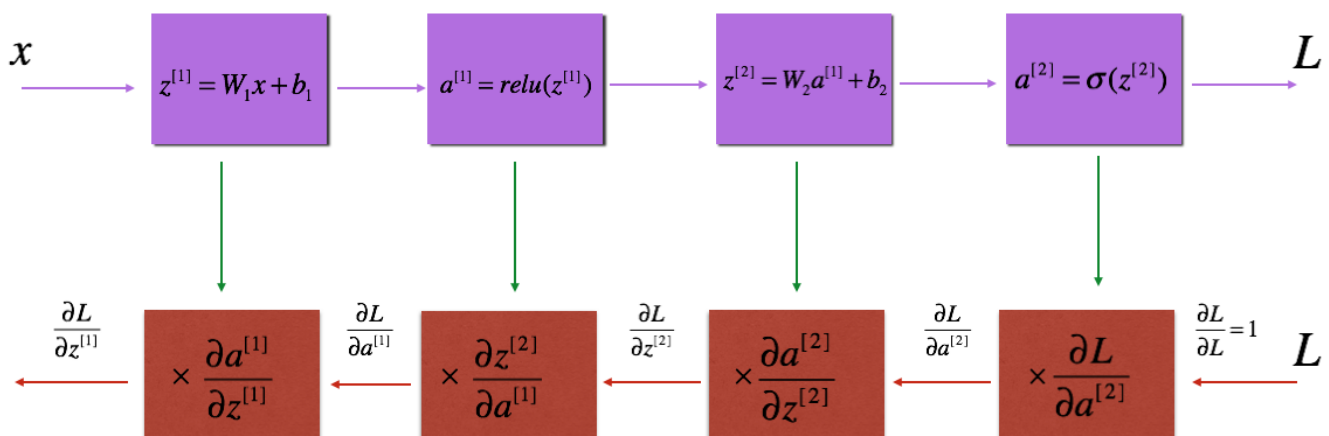 x
z^{[1]} = W_1 x + b_1
a^{[1]} = relu(z^{[1]})
z^{[2]} = W_2 a^{[1]} + b_2
a^{[2]} = σ(z^{[2]})
L
∂L/∂z^{[1]}
× ∂a^{[1]}/∂z^{[1]}
∂L/∂a^{[1]}
× ∂z^{[2]}/∂a^{[1]}
∂L/∂z^{[2]}
× ∂a^{[2]}/∂z^{[2]}
∂L/∂a^{[2]}
× ∂L/∂a^{[2]}
∂L/∂L = 1
L